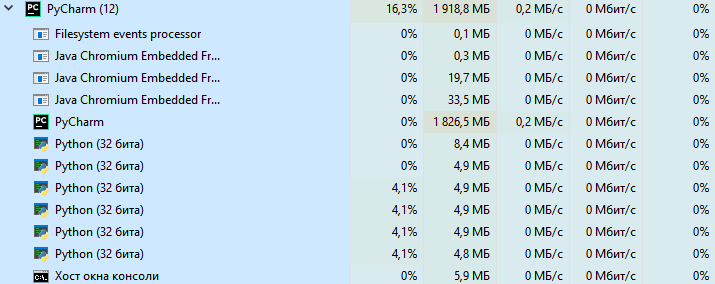 PC PyCharm (12) 16,3% 1 918,8 МБ 0,2 МБ/с 0 Мбит/с 0%
Filesystem events processor 0% 0,1 МБ 0 МБ/с 0 Мбит/с 0%
Java Chromium Embedded Fr... 0% 0,3 МБ 0 МБ/с 0 Мбит/с 0%
Java Chromium Embedded Fr... 0% 19,7 МБ 0 МБ/с 0 Мбит/с 0%
Java Chromium Embedded Fr... 0% 33,5 МБ 0 МБ/с 0 Мбит/с 0%
PC PyCharm 0% 1 826,5 МБ 0,2 МБ/с 0 Мбит/с 0%
Python (32 бита) 0% 8,4 МБ 0 МБ/с 0 Мбит/с 0%
Python (32 бита) 0% 4,9 МБ 0 МБ/с 0 Мбит/с 0%
Python (32 бита) 4,1% 4,9 МБ 0 МБ/с 0 Мбит/с 0%
Python (32 бита) 4,1% 4,9 МБ 0 МБ/с 0 Мбит/с 0%
Python (32 бита) 4,1% 4,9 МБ 0 МБ/с 0 Мбит/с 0%
Python (32 бита) 4,1% 4,8 МБ 0 МБ/с 0 Мбит/с 0%
Хост окна консоли 0% 5,9 МБ 0 МБ/с 0 Мбит/с 0%